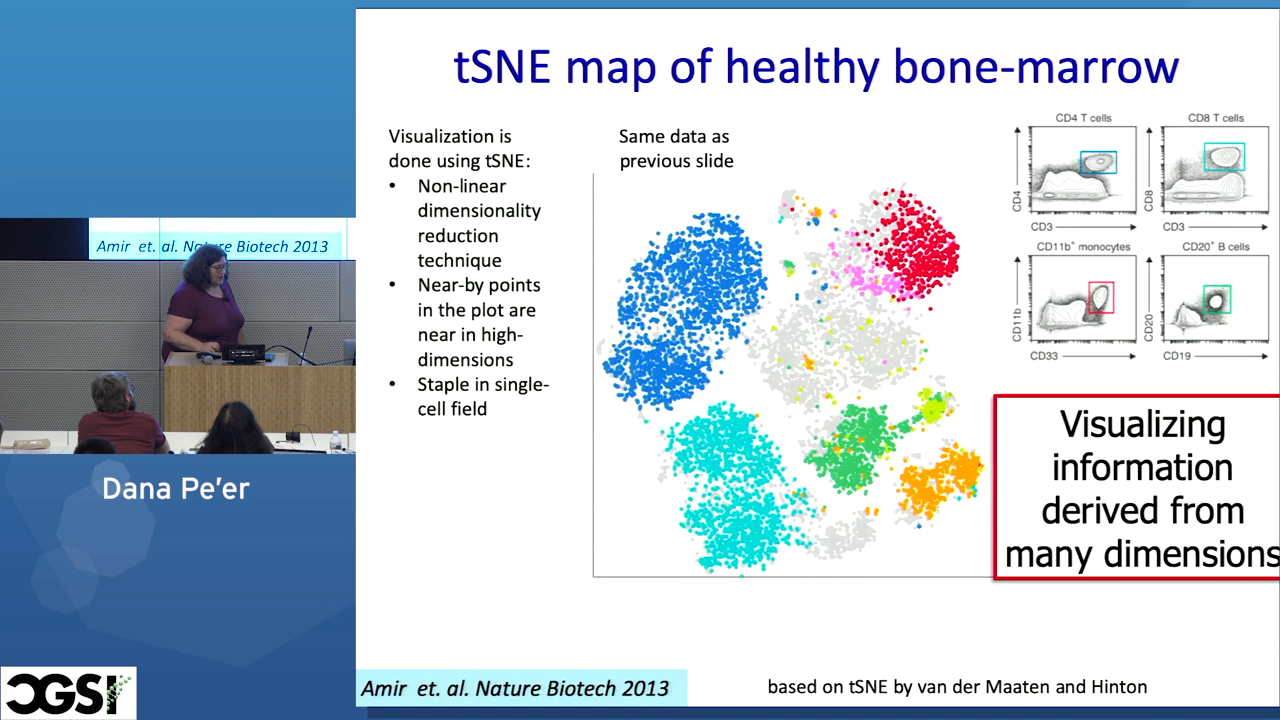 tSNE map of healthy bone-marrow
Visualization is
done using tSNE:
• Non-linear
dimensionality
reduction
technique
• Near-by points
in the plot are
near in high-
dimensions
• Staple in single-
cell field
Same data as
previous slide
CD4 T cells
CD4
CD3
CD8 T cells
CD8
CD3
CD11b+ monocytes
CD11b
CD33
CD20+ B cells
CD20
CD19
Visualizing
information
derived from
many dimensions
Amir et. al. Nature Biotech 2013
based on tSNE by van der Maaten and Hinton
Amir et. al. Nature Biotech 2013
Dana Pe'er
CGSI